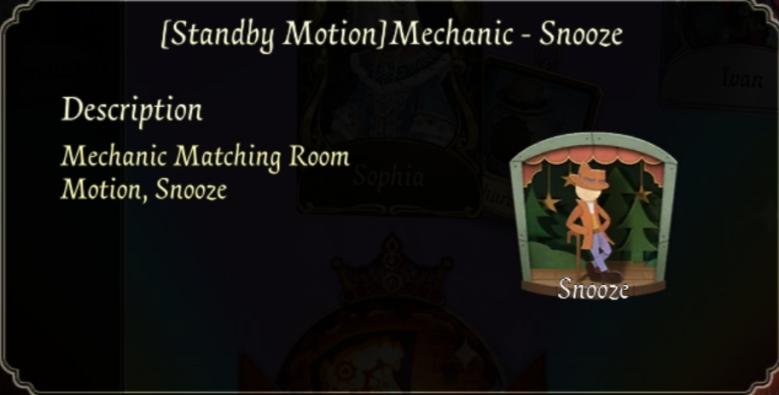 [Standby Motion]Mechanic - Snooze
Ivan
Description
Mechanic Matching Room
Motion, Snooze
Sophia
Snooze